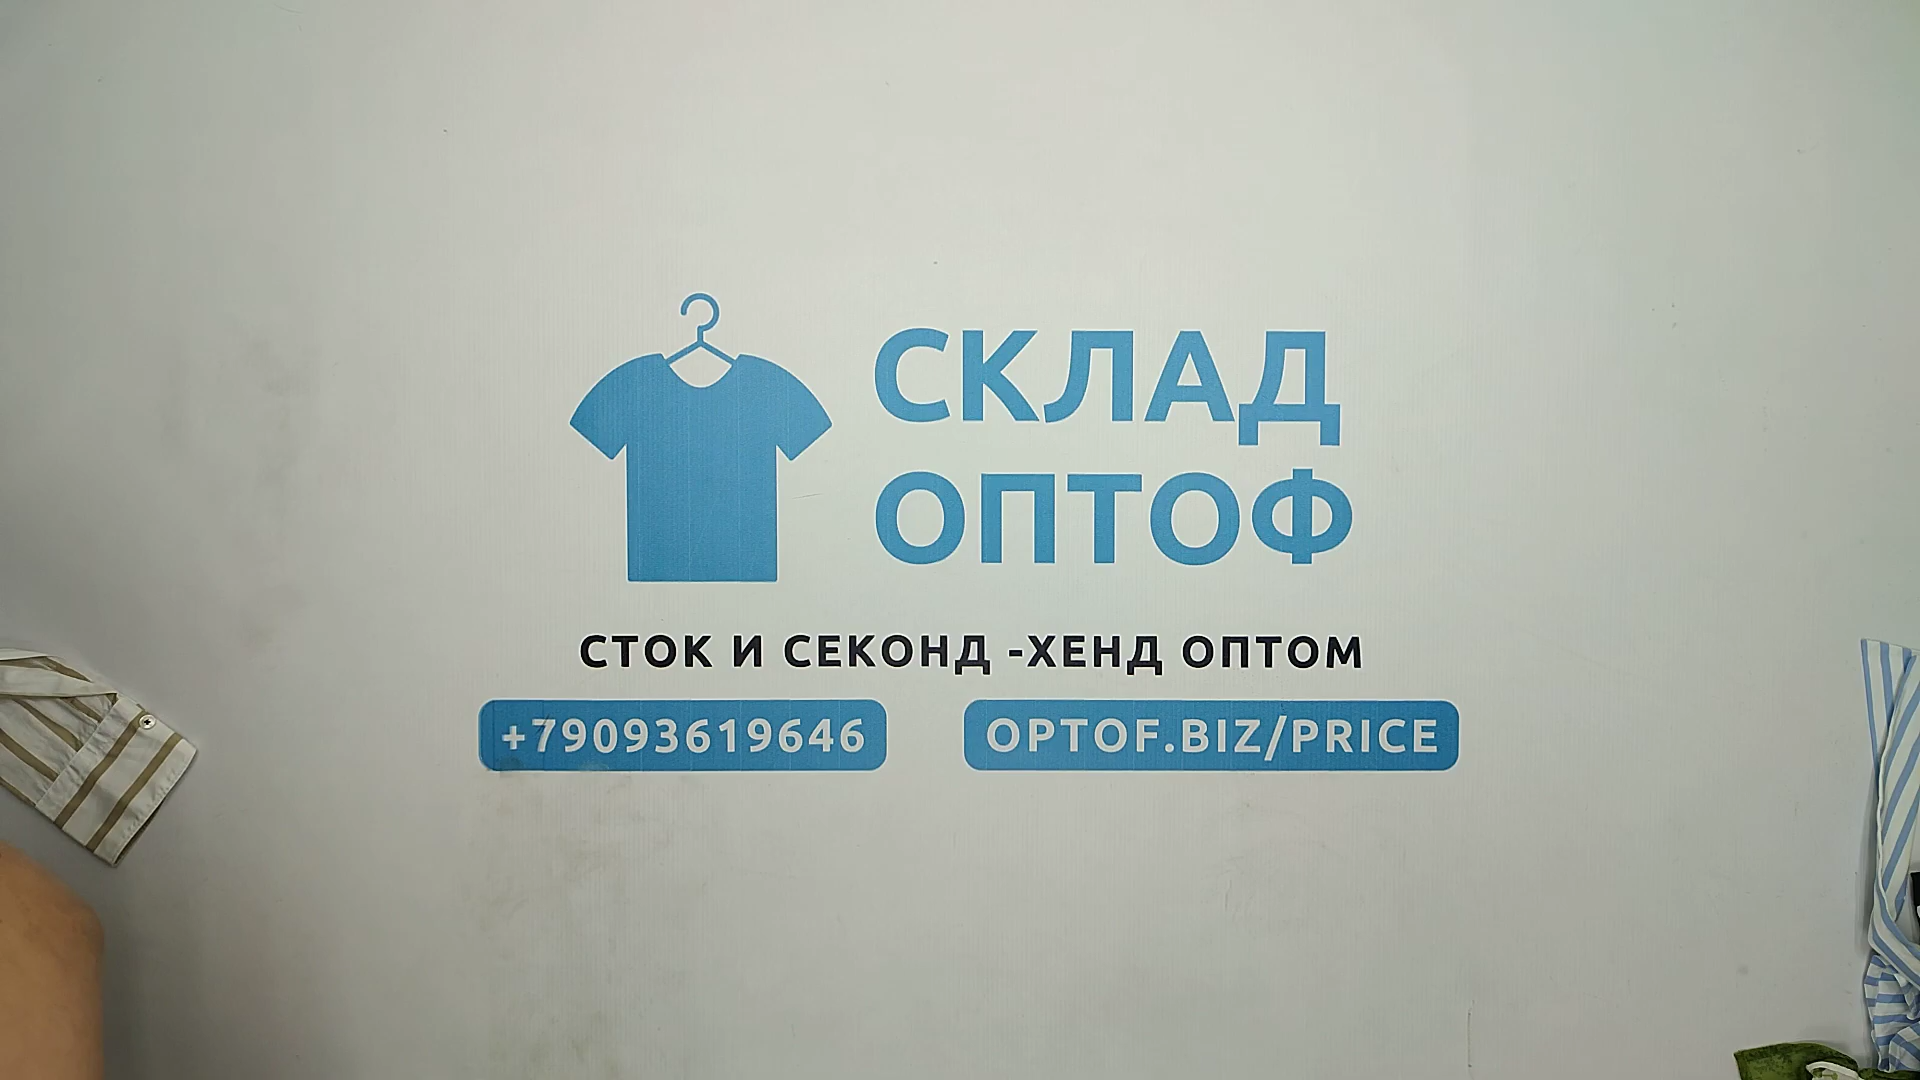 СКЛАД
ОПТОФ
СТОК И СЕКОНД -ХЕНД ОПТОМ
+79093619646
OPTOF.BIZ/PRICE